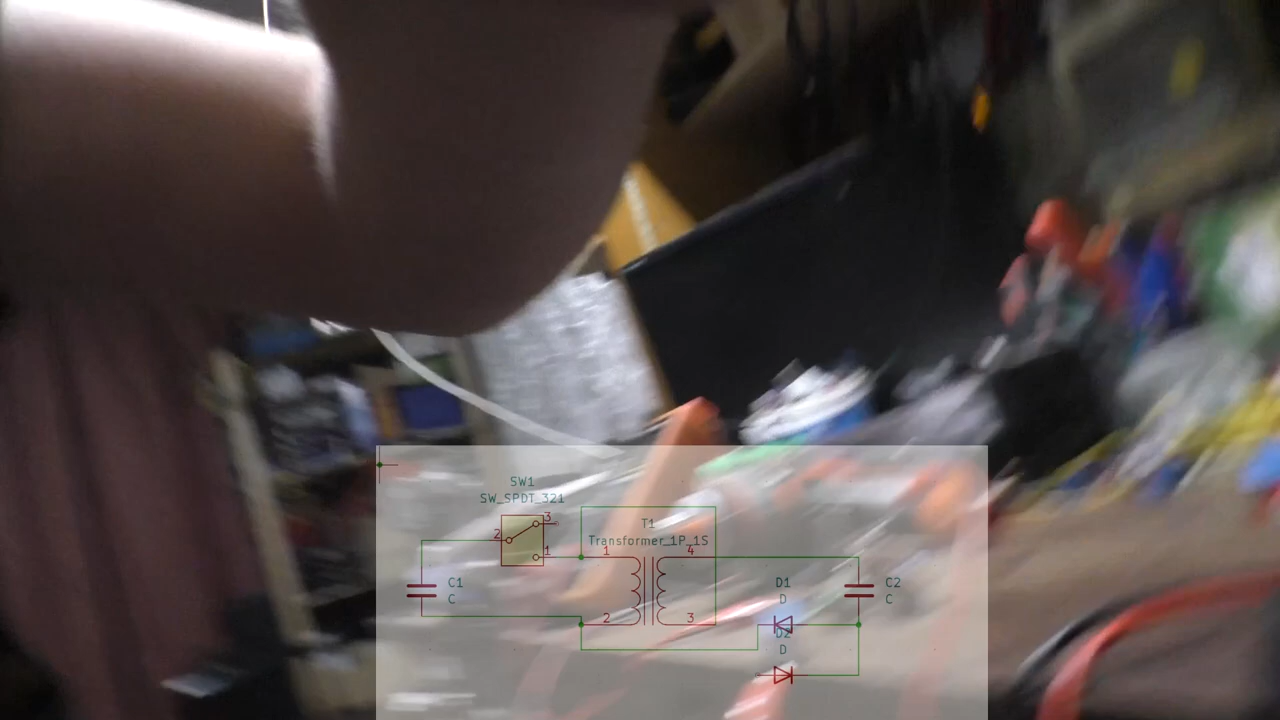 SW1
SW_SPDT_321
3
2
1
T1
Transformer_1P_1S
1
4
2
3
C1
C
D1
D
C2
C
D2
D